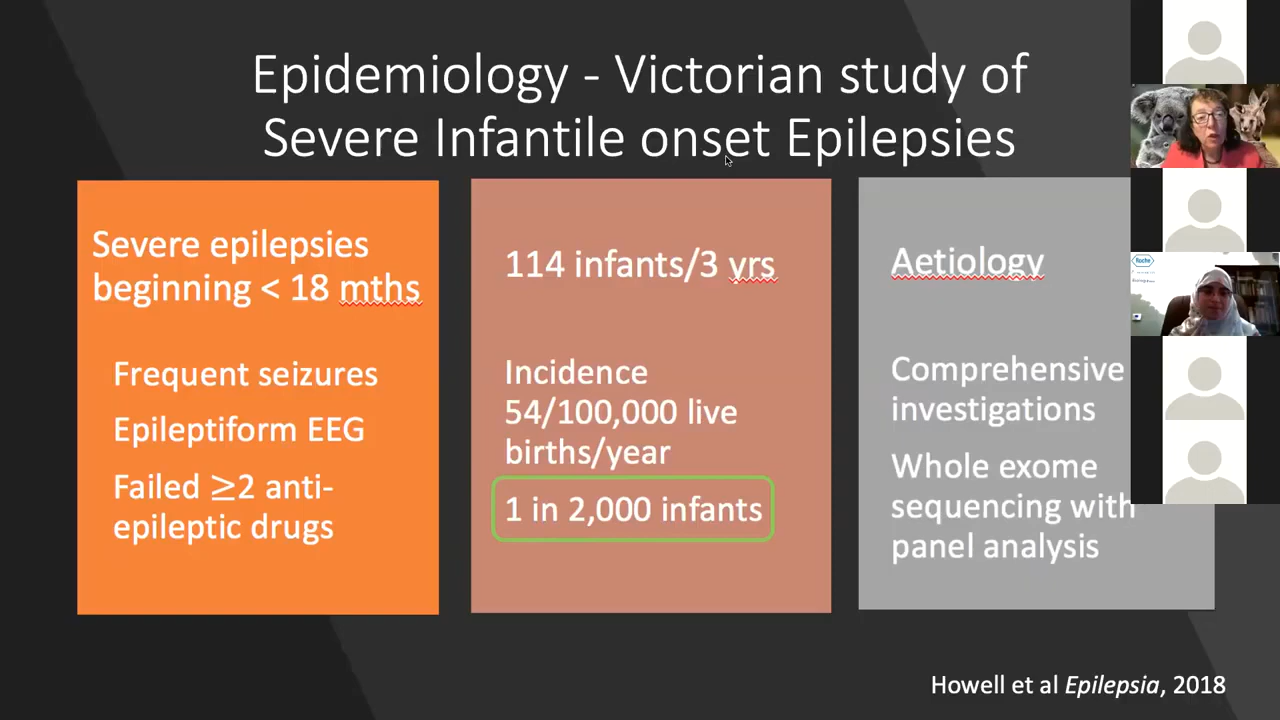 Epidemiology - Victorian study of
Severe Infantile onset Epilepsies
Severe epilepsies
beginning < 18 mths
Frequent seizures
Epileptiform EEG
Failed ≥2 anti-
epileptic drugs
114 infants/3 yrs
Incidence
54/100,000 live
births/year
1 in 2,000 infants
Aetiology
Comprehensive
investigations
Whole exome
sequencing with
panel analysis
Roche
Howell et al Epilepsia, 2018